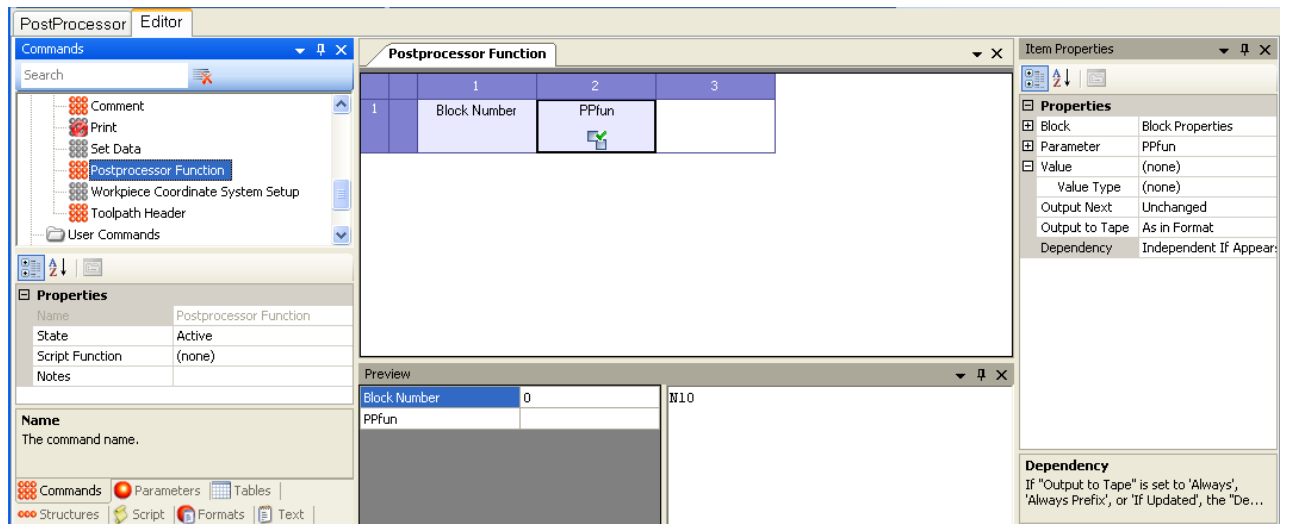 PostProcessor Editor
Commands
Search
Comment
Print
Set Data
Postprocessor Function
Workpiece Coordinate System Setup
Toolpath Header
User Commands
Properties
Name Postprocessor Function
State Active
Script Function (none)
Notes
Name
The command name.
Commands Parameters Tables
Structures Script Formats Text
Postprocessor Function
1 2 3
1 Block Number PPfun
Preview
Block Number 0
PPfun
N10
Item Properties
Properties
Block Block Properties
Parameter PPfun
Value (none)
Value Type (none)
Output Next Unchanged
Output to Tape As in Format
Dependency Independent If Appear
Dependency
If "Output to Tape" is set to 'Always',
'Always Prefix', or 'If Updated', the "De...